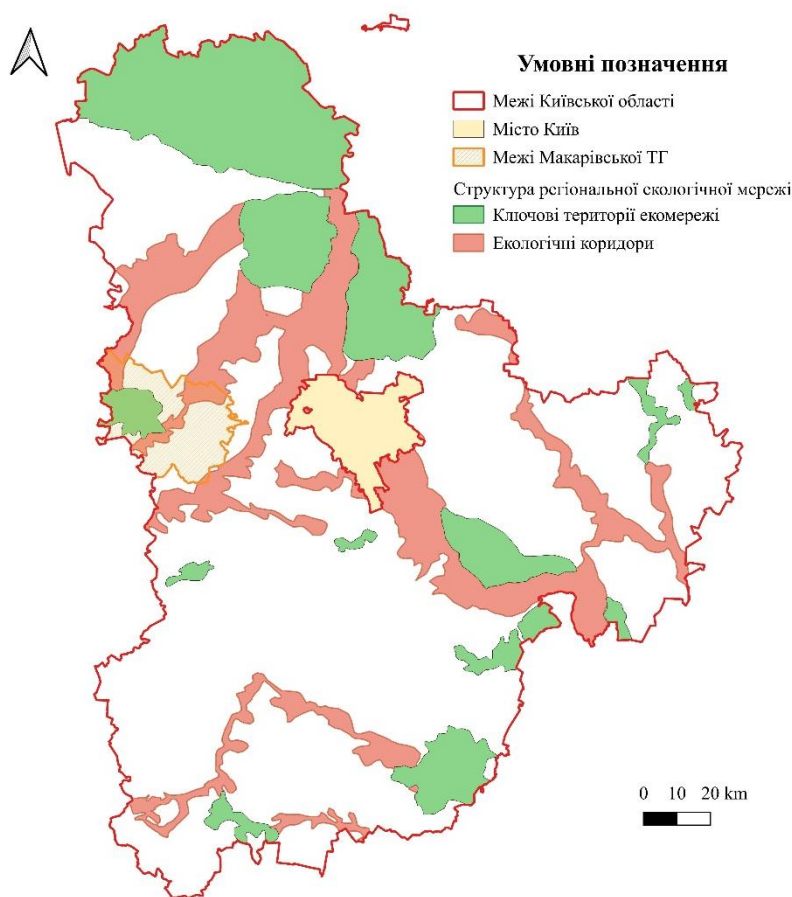 Умовні позначення
Межі Київської області
Місто Київ
Межі Макарівської ТГ
Структура регіональної екологічної мережі
Ключові території екомережі
Екологічні коридори
0 10 20 km